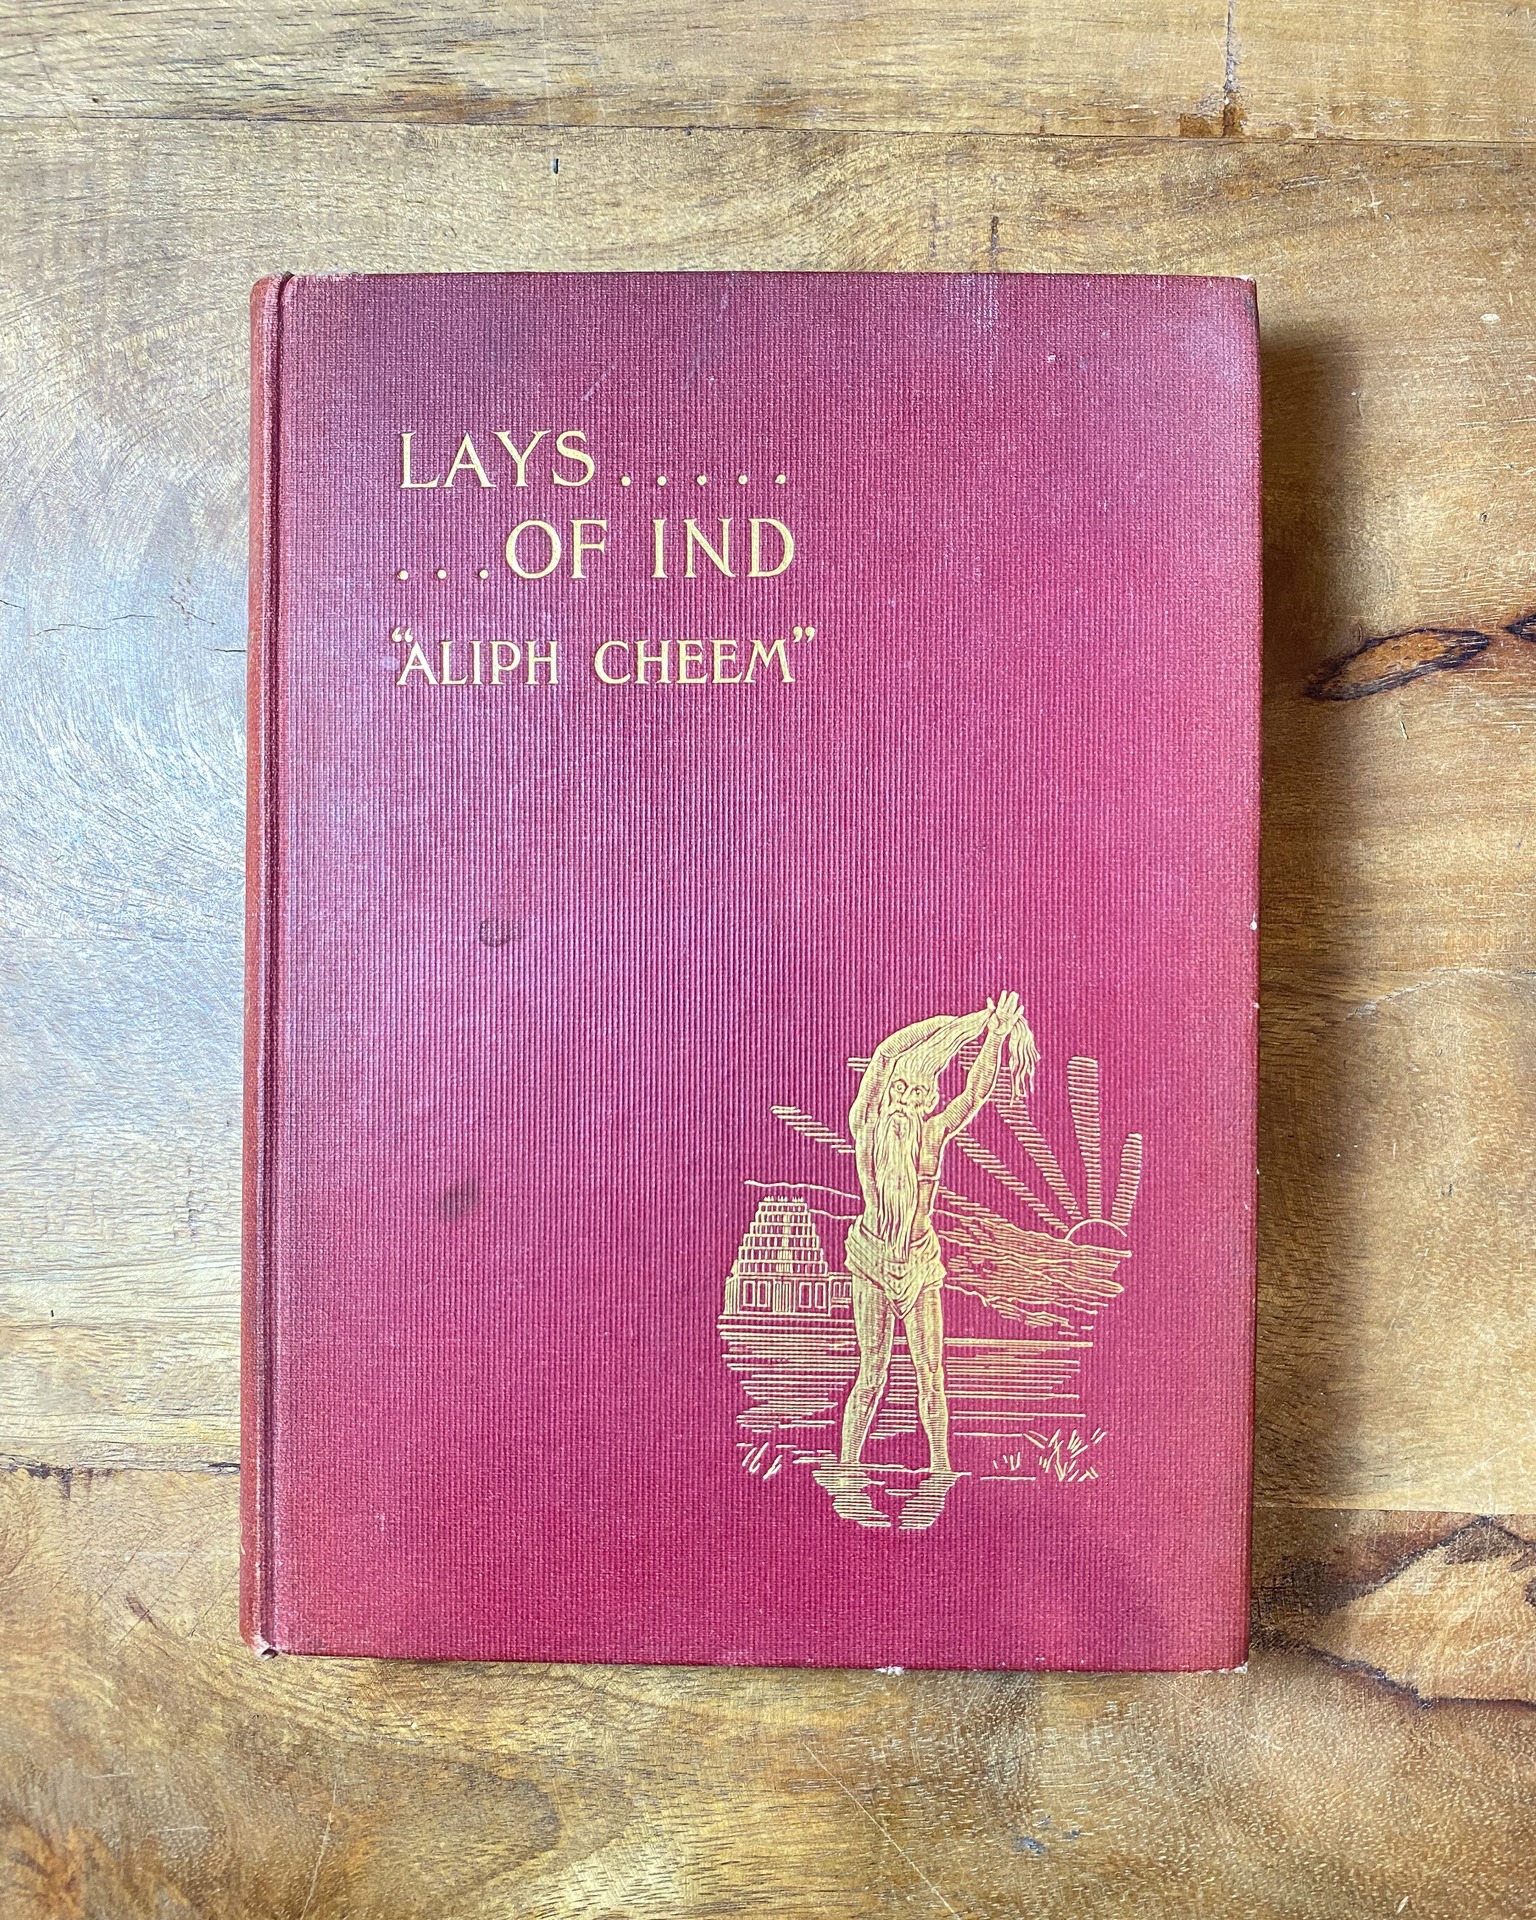 LAYS.....
...OF IND
“ALIPH CHEEM”